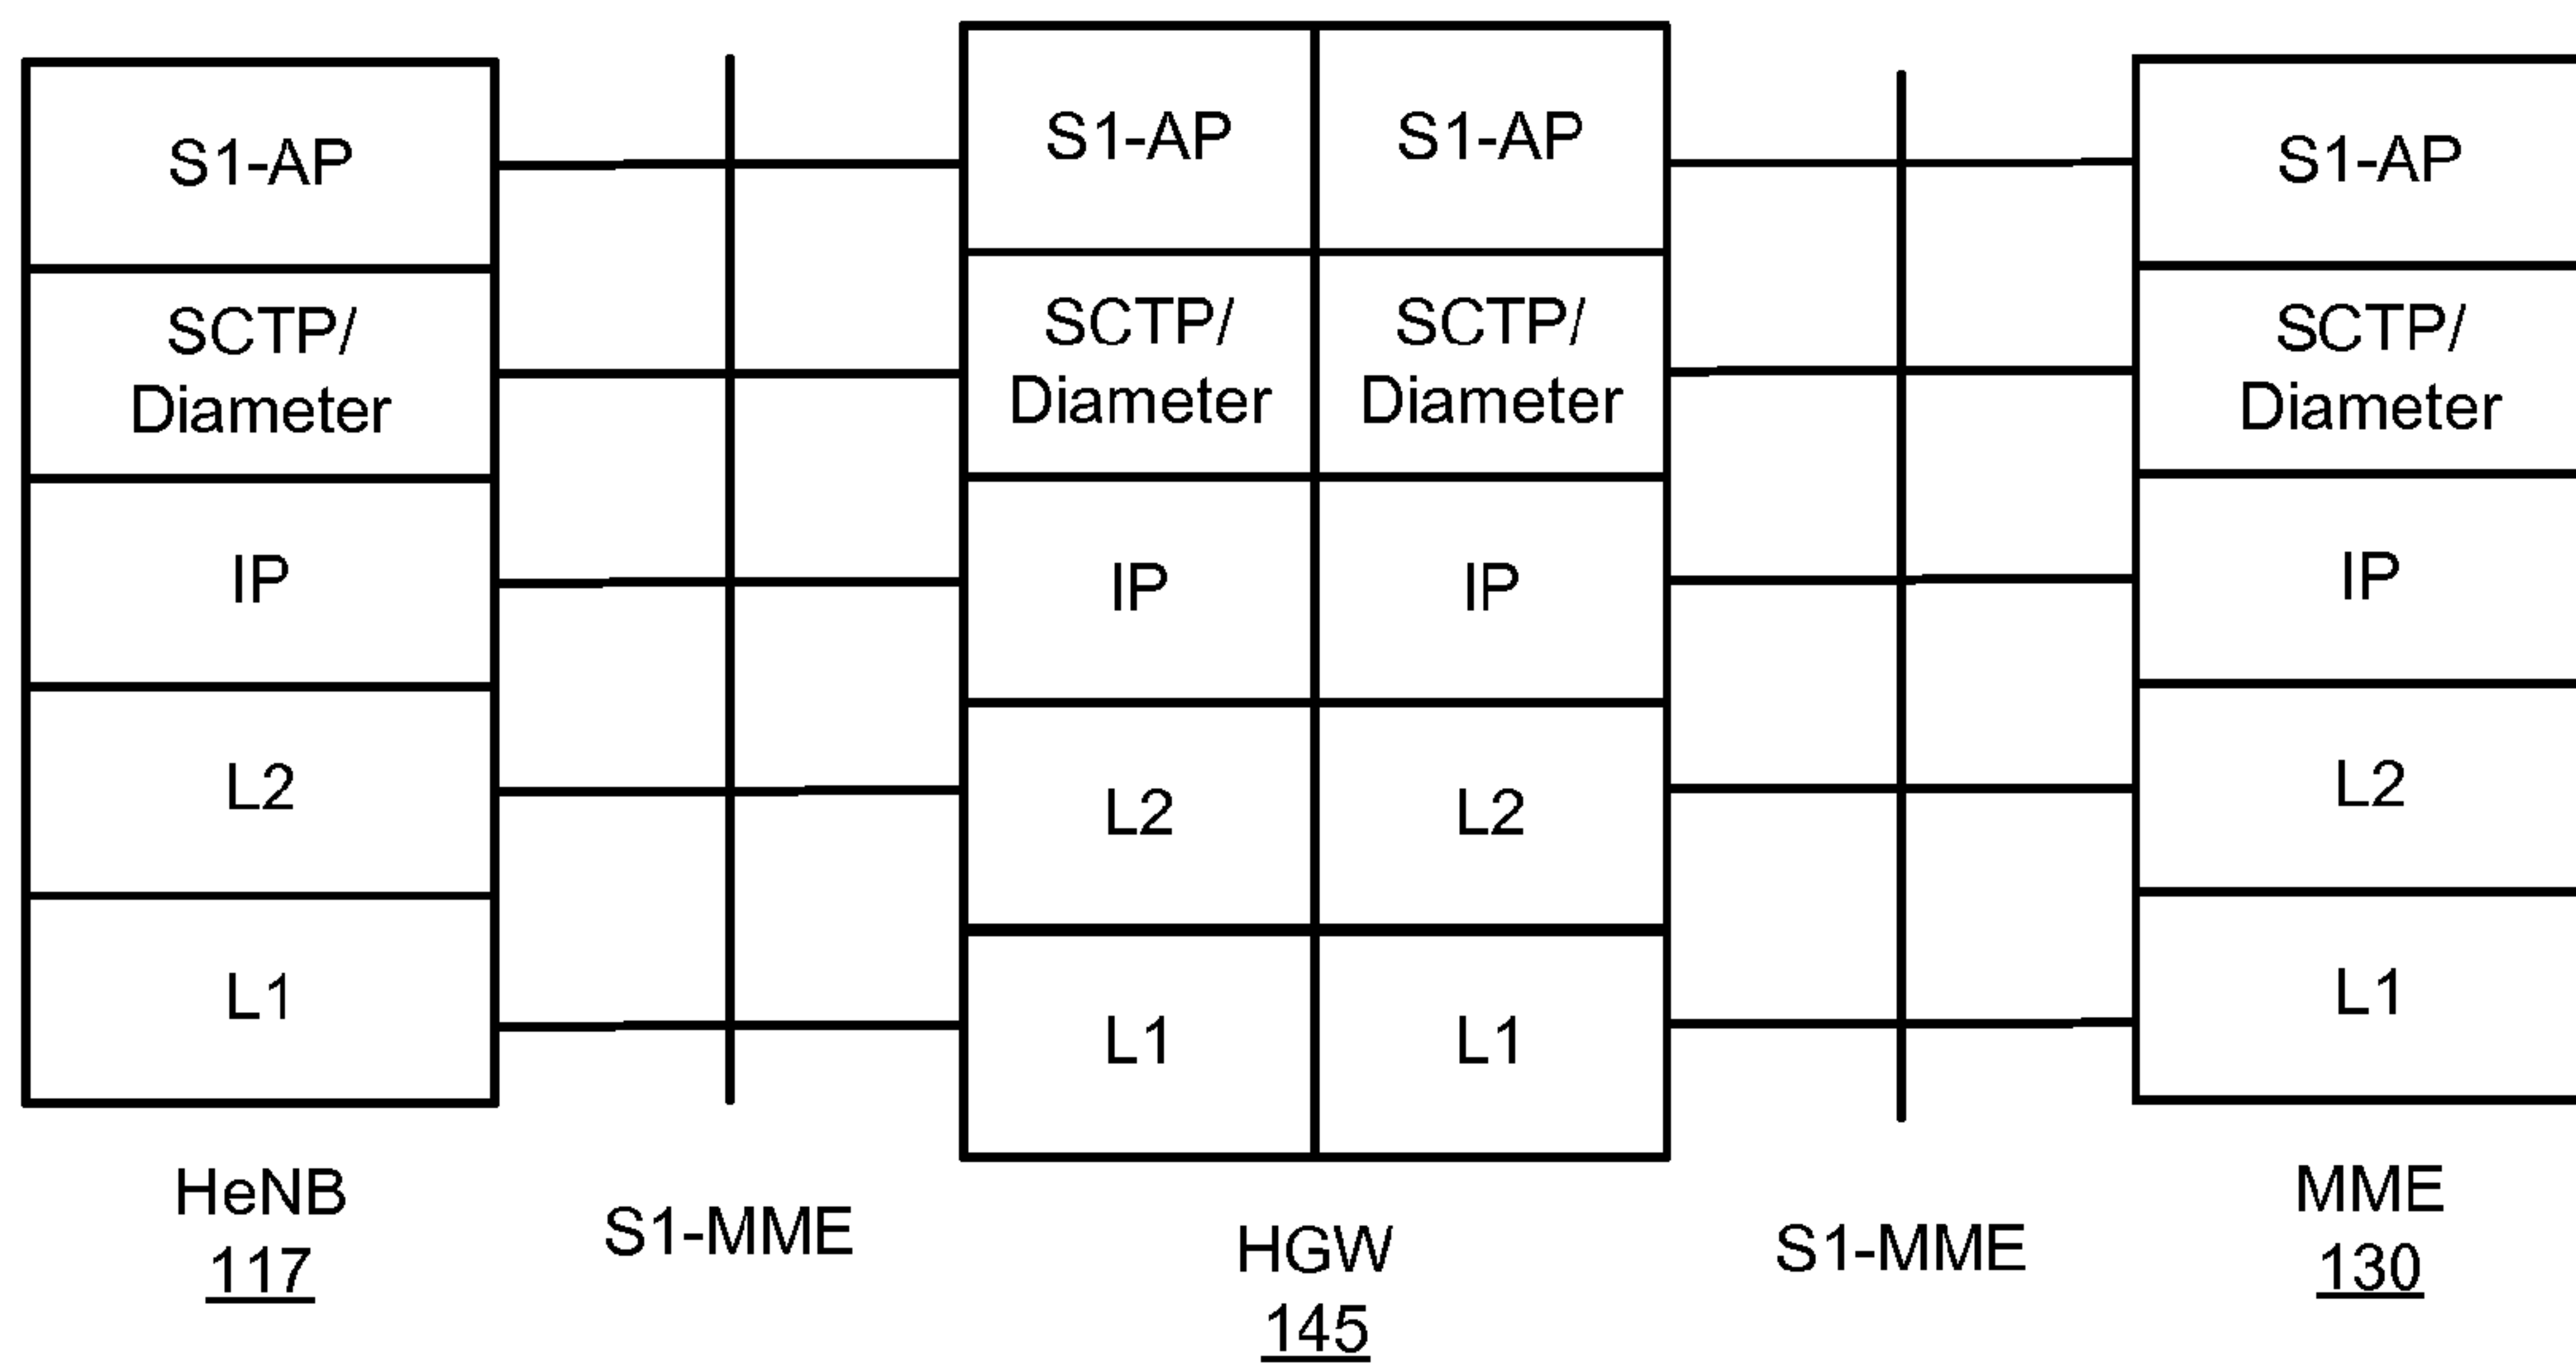 S1-AP
SCTP/
Diameter
IP
L2
L1
HeNB
117
S1-MME
S1-AP
S1-AP
SCTP/
Diameter
SCTP/
Diameter
IP
IP
L2
L2
L1
L1
HGW
145
S1-MME
S1-AP
SCTP/
Diameter
IP
L2
L1
MME
130